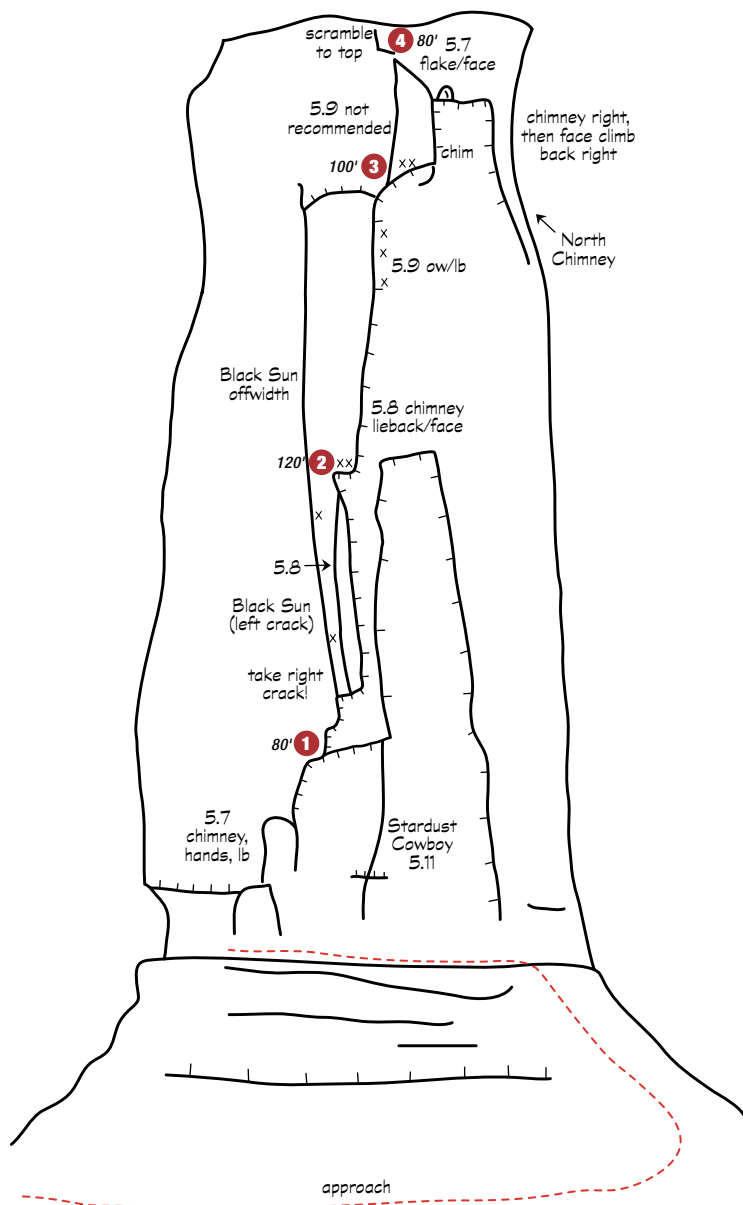 scramble
to top
4 80'
5.7
flake/face
5.9 not
recommended
chimney right,
then face climb
back right
100' 3
xx
chim
North
Chimney
x
x
5.9 ow/lb
x
Black Sun
offwidth
5.8 chimney
lieback/face
120' 2 xx
x
5.8
Black Sun
(left crack)
x
take right
crack!
80' 1
5.7
chimney,
hands, lb
Stardust
Cowboy
5.11
approach